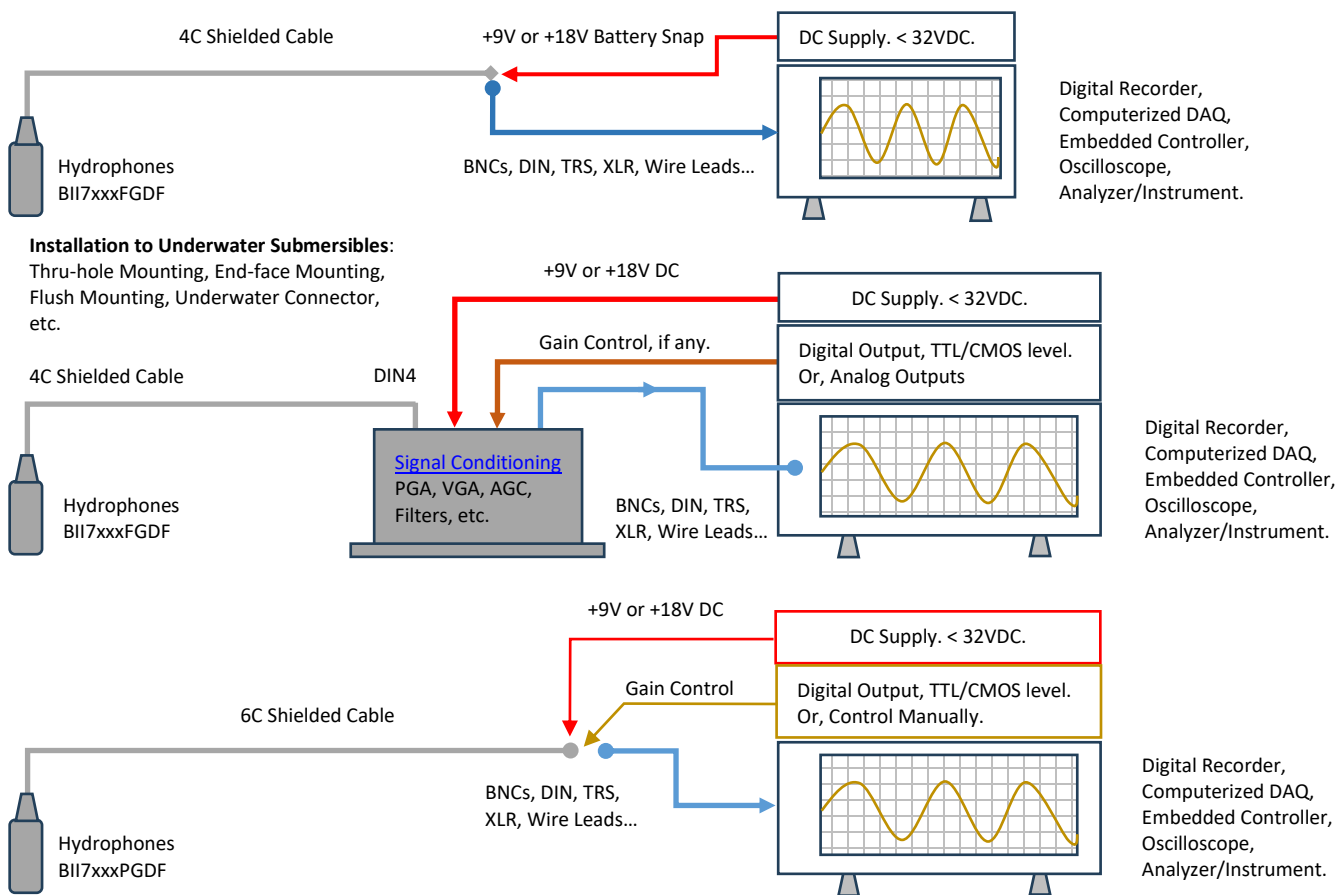 4C Shielded Cable
+9V or +18V Battery Snap
DC Supply. < 32VDC.
Hydrophones
BII7xxxFGDF
BNCs, DIN, TRS, XLR, Wire Leads...
Digital Recorder,
Computerized DAQ,
Embedded Controller,
Oscilloscope,
Analyzer/Instrument.
Installation to Underwater Submersibles:
Thru-hole Mounting, End-face Mounting,
Flush Mounting, Underwater Connector,
etc.
+9V or +18V DC
DC Supply. < 32VDC.
Gain Control, if any.
Digital Output, TTL/CMOS level.
Or, Analog Outputs
4C Shielded Cable
DIN4
Signal Conditioning
PGA, VGA, AGC,
Filters, etc.
Hydrophones
BII7xxxFGDF
BNCs, DIN, TRS,
XLR, Wire Leads...
Digital Recorder,
Computerized DAQ,
Embedded Controller,
Oscilloscope,
Analyzer/Instrument.
+9V or +18V DC
DC Supply. < 32VDC.
Gain Control
Digital Output, TTL/CMOS level.
Or, Control Manually.
6C Shielded Cable
BNCs, DIN, TRS,
XLR, Wire Leads...
Hydrophones
BII7xxxPGDF
Digital Recorder,
Computerized DAQ,
Embedded Controller,
Oscilloscope,
Analyzer/Instrument.